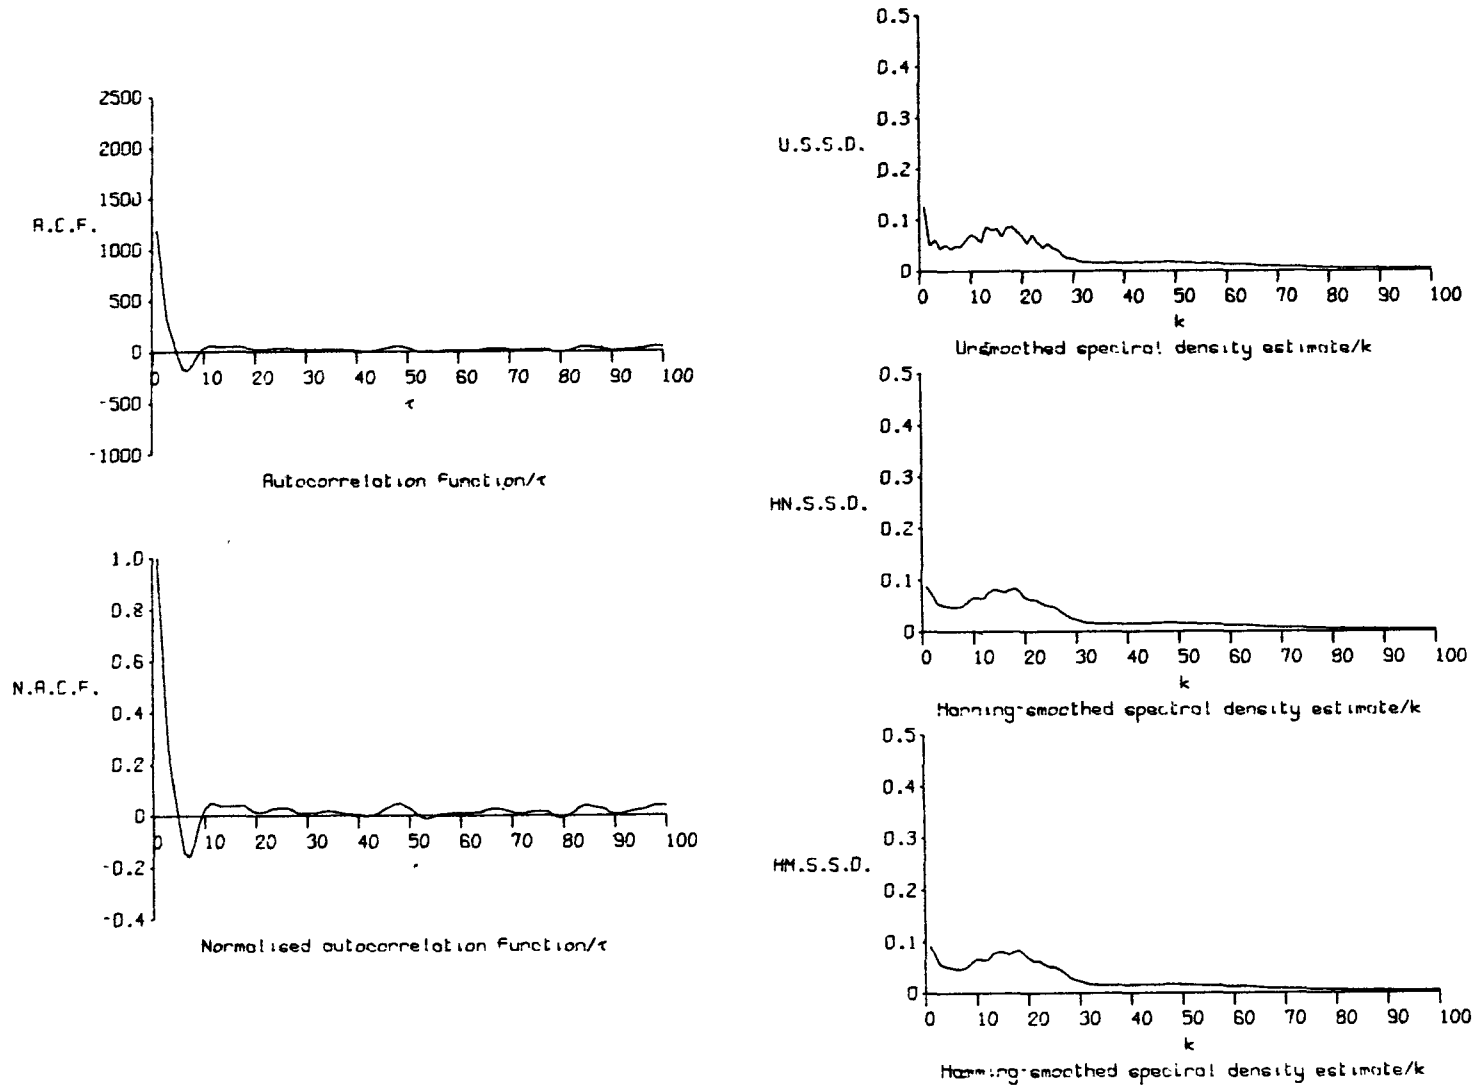 2500
2000
1500
A.C.F.
1000
500
0
0 10 20 30 40 50 60 70 80 90 100
-500
τ
-1000
Autocorrelation Function/τ
1.0
0.8
0.6
N.A.C.F.
0.4
0.2
0
0 10 20 30 40 50 60 70 80 90 100
-0.2
-0.4
Normalised autocorrelation function/τ
0.5
0.4
0.3
U.S.S.D.
0.2
0.1
0
0 10 20 30 40 50 60 70 80 90 100
k
Unsmoothed spectral density estimate/k
0.5
0.4
0.3
HN.S.S.D.
0.2
0.1
0
0 10 20 30 40 50 60 70 80 90 100
k
Hanning-smoothed spectral density estimate/k
0.5
0.4
0.3
HM.S.S.D.
0.2
0.1
0
0 10 20 30 40 50 60 70 80 90 100
k
Hamming-smoothed spectral density estimate/k